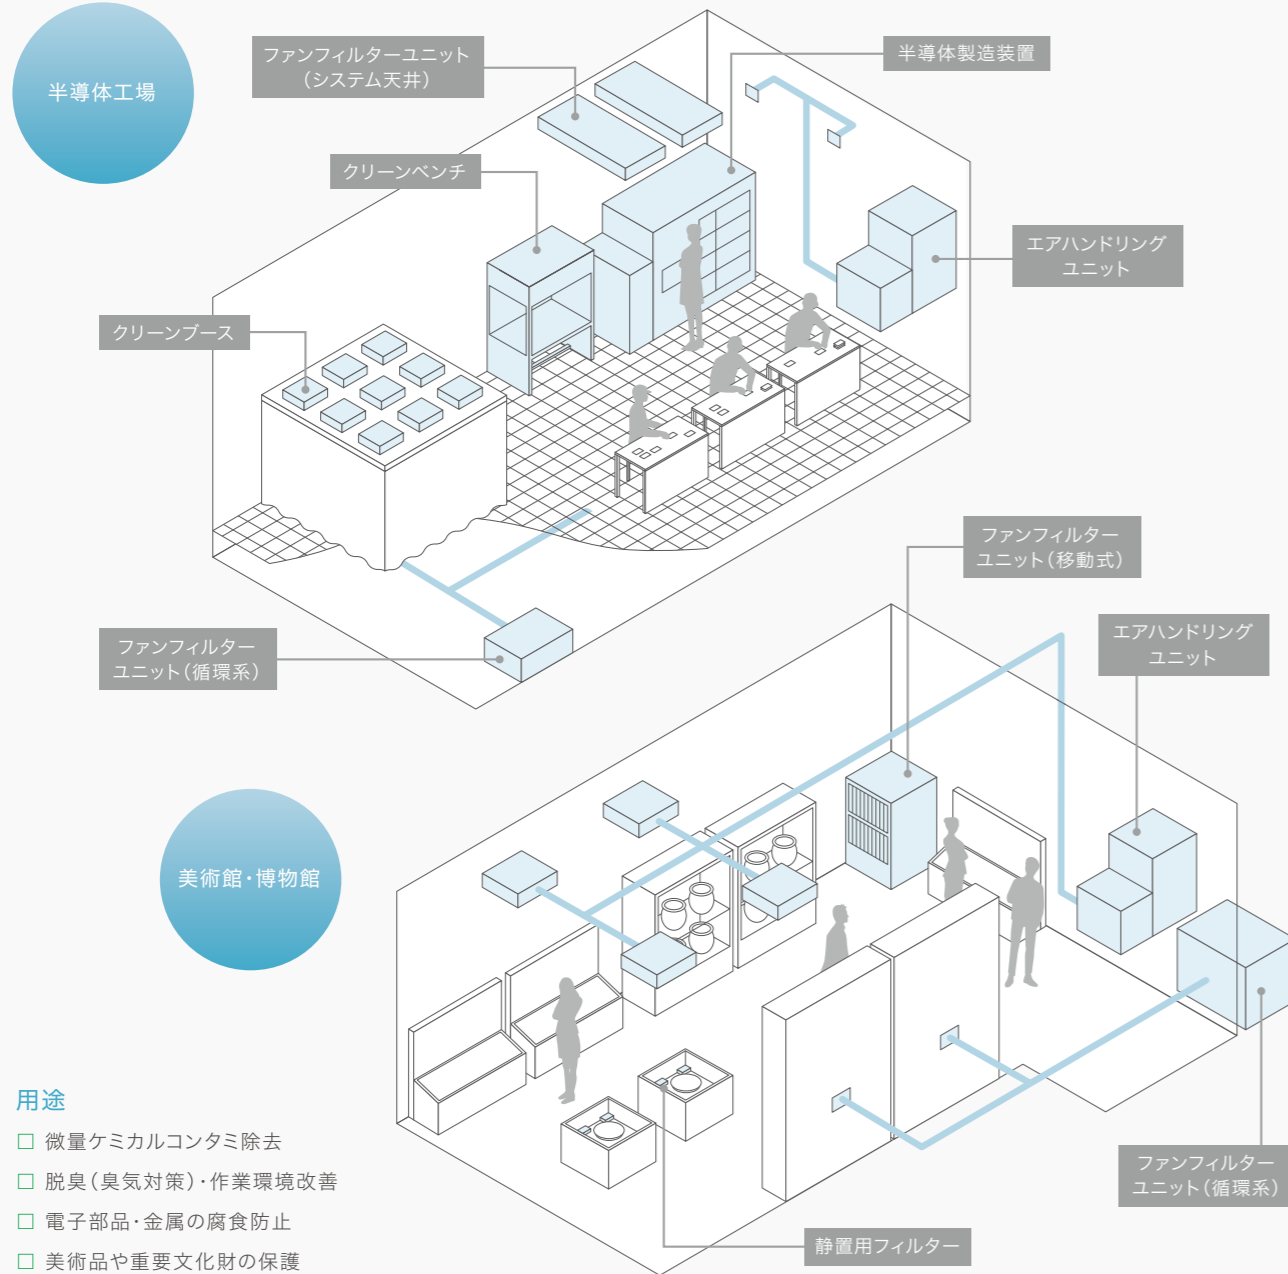 半導体工場
ファンフィルターユニット
（システム天井）
半導体製造装置
クリーンベンチ
エアハンドリング
ユニット
クリーンブース
ファンフィルター
ユニット（循環系）
ファンフィルター
ユニット（移動式）
エアハンドリング
ユニット
美術館・博物館
ファンフィルター
ユニット（循環系）
静置用フィルター
用途
□ 微量ケミカルコンタミ除去
□ 脱臭（臭気対策）・作業環境改善
□ 電子部品・金属の腐食防止
□ 美術品や重要文化財の保護